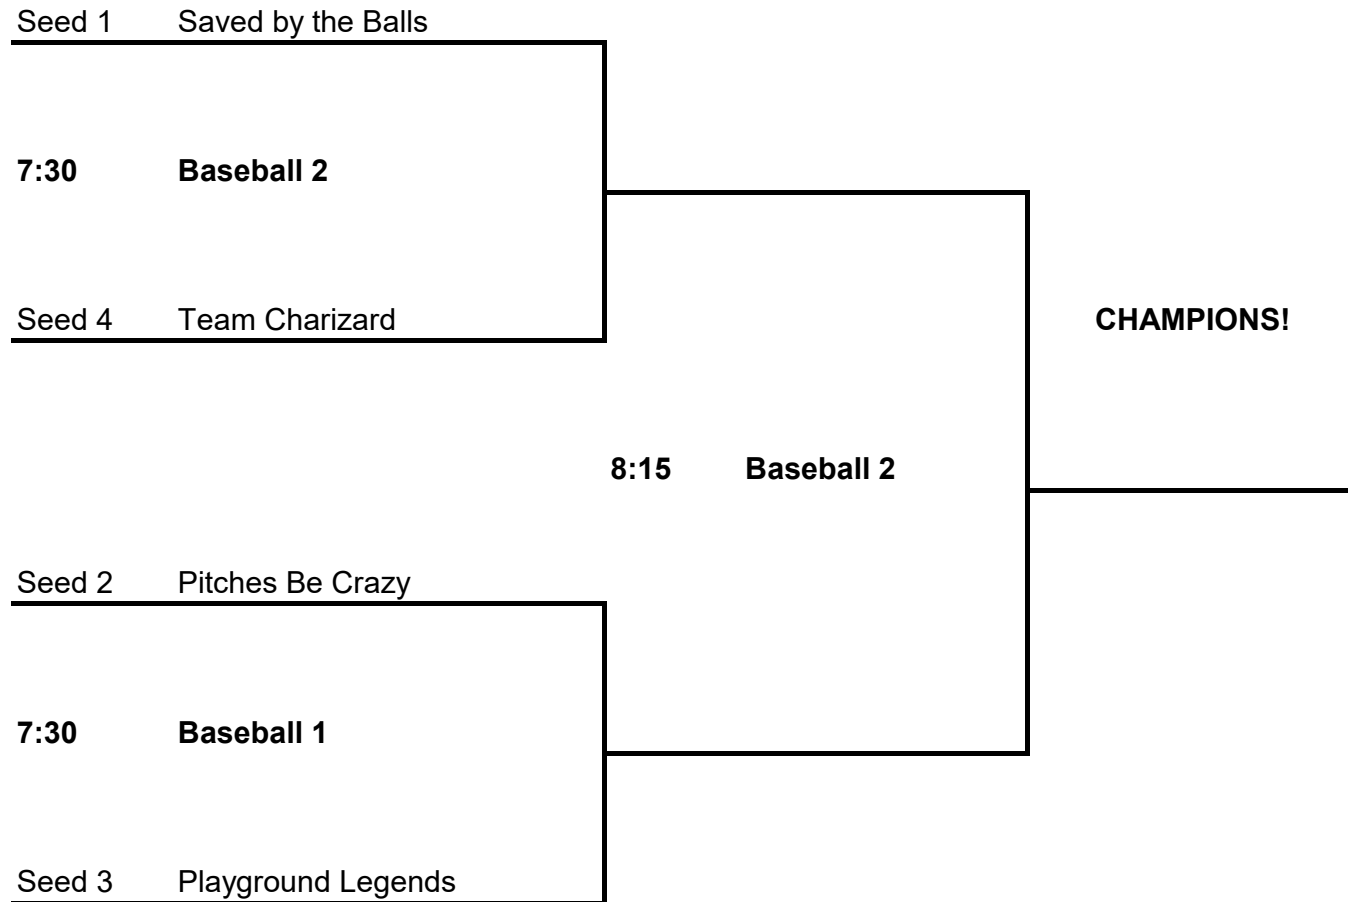 Seed 1 Saved by the Balls
7:30 Baseball 2
Seed 4 Team Charizard
CHAMPIONS!
8:15 Baseball 2
Seed 2 Pitches Be Crazy
7:30 Baseball 1
Seed 3 Playground Legends